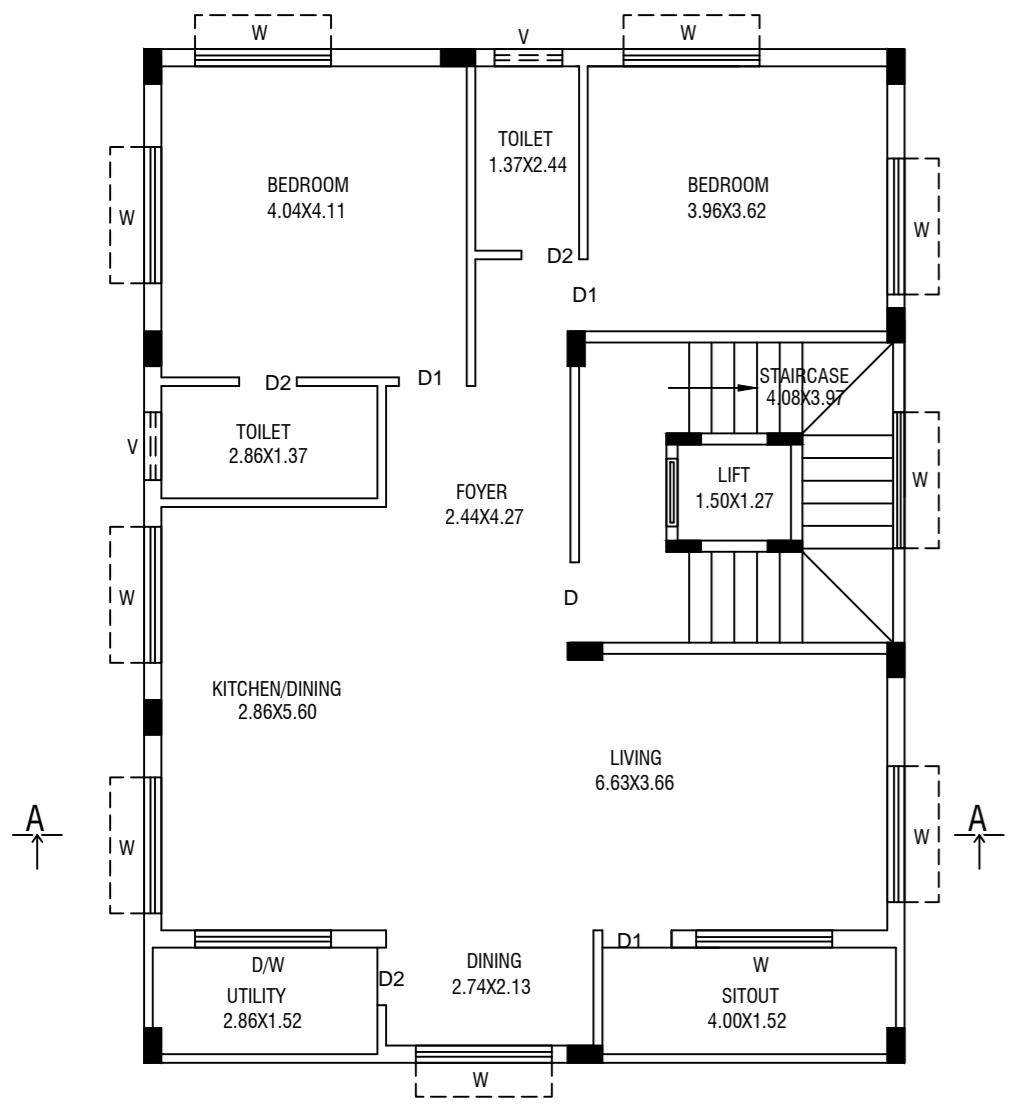 W
V
W
TOILET
1.37X2.44
BEDROOM
4.04X4.11
BEDROOM
3.96X3.62
W
W
D2
D1
D1
D2
STAIRCASE
4.08X3.97
TOILET
2.86X1.37
V
LIFT
1.50X1.27
W
FOYER
2.44X4.27
W
D
KITCHEN/DINING
2.86X5.60
LIVING
6.63X3.66
A
A
W
W
D1
D/W
DINING
2.74X2.13
W
D2
UTILITY
2.86X1.52
SITOUT
4.00X1.52
W